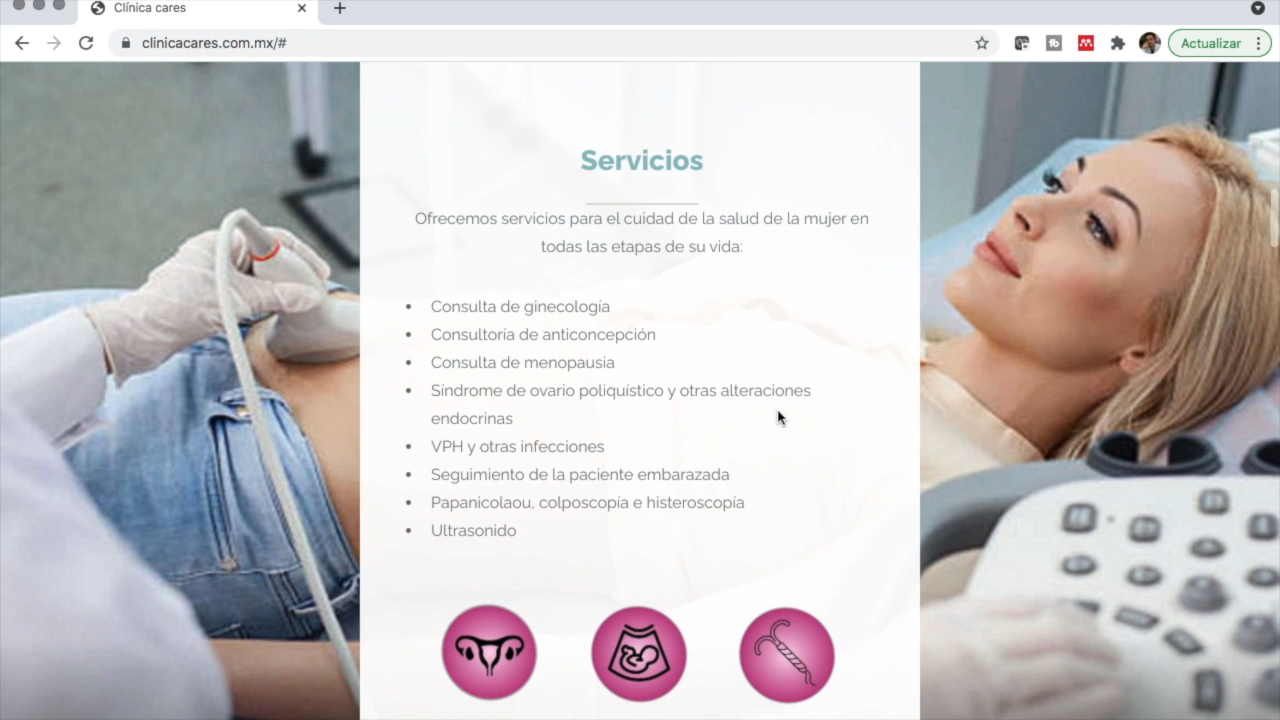 Clínica cares
clinicacares.com.mx/#
Actualizar
Servicios
Ofrecemos servicios para el cuidad de la salud de la mujer en
todas las etapas de su vida:
• Consulta de ginecología
• Consultoría de anticoncepción
• Consulta de menopausia
• Síndrome de ovario poliquistico y otras alteraciones
endocrinas
• VPH y otras infecciones
• Seguimiento de la paciente embarazada
• Papanicolaou, colposcopía e histeroscopía
• Ultrasonido